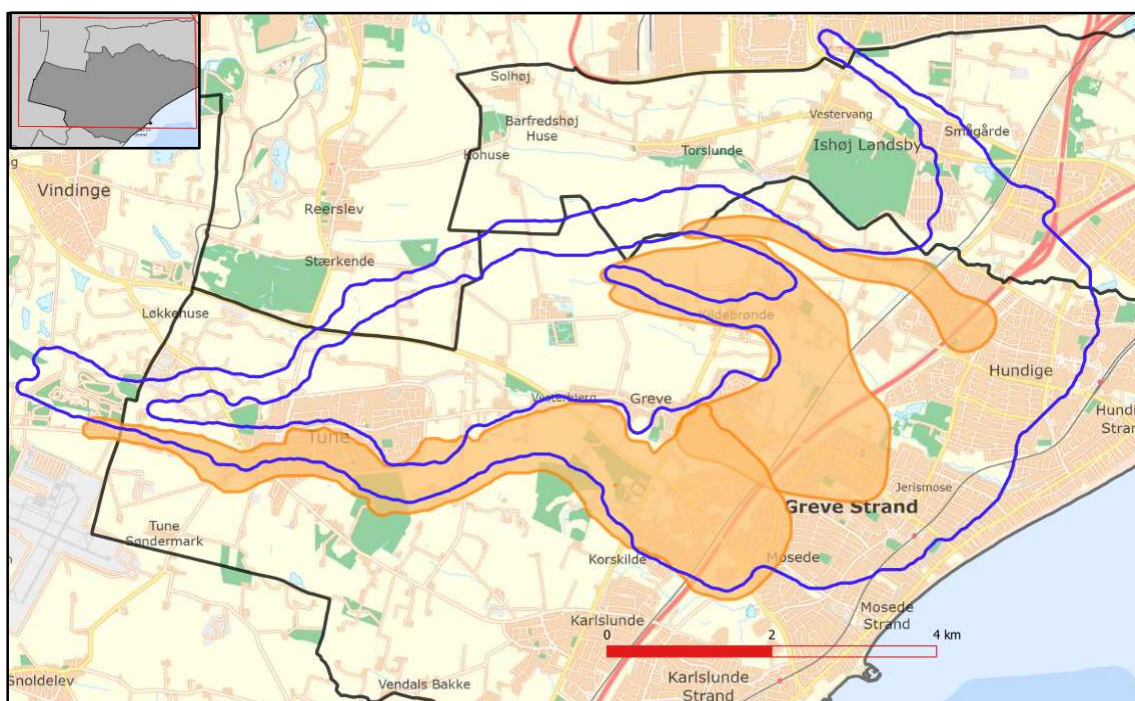 Solhøj
Barfredshøj
Huse
Vestervang
Smågårde
Ishøj Landsby
Torslunde
Kohuse
Vindinge
Reerslev
Stærkende
Løkkehuse
Kildebrønde
Hundige
Vesterbjerg
Greve
Hundi
Strand
Tune
Jerismose
Greve Strand
Tune
Søndermark
Korskilde
Mosede
Mosede
Strand
Karlslunde
0
2
4 km
Karlslunde
Strand
Snoldelev
Vendals Bakke